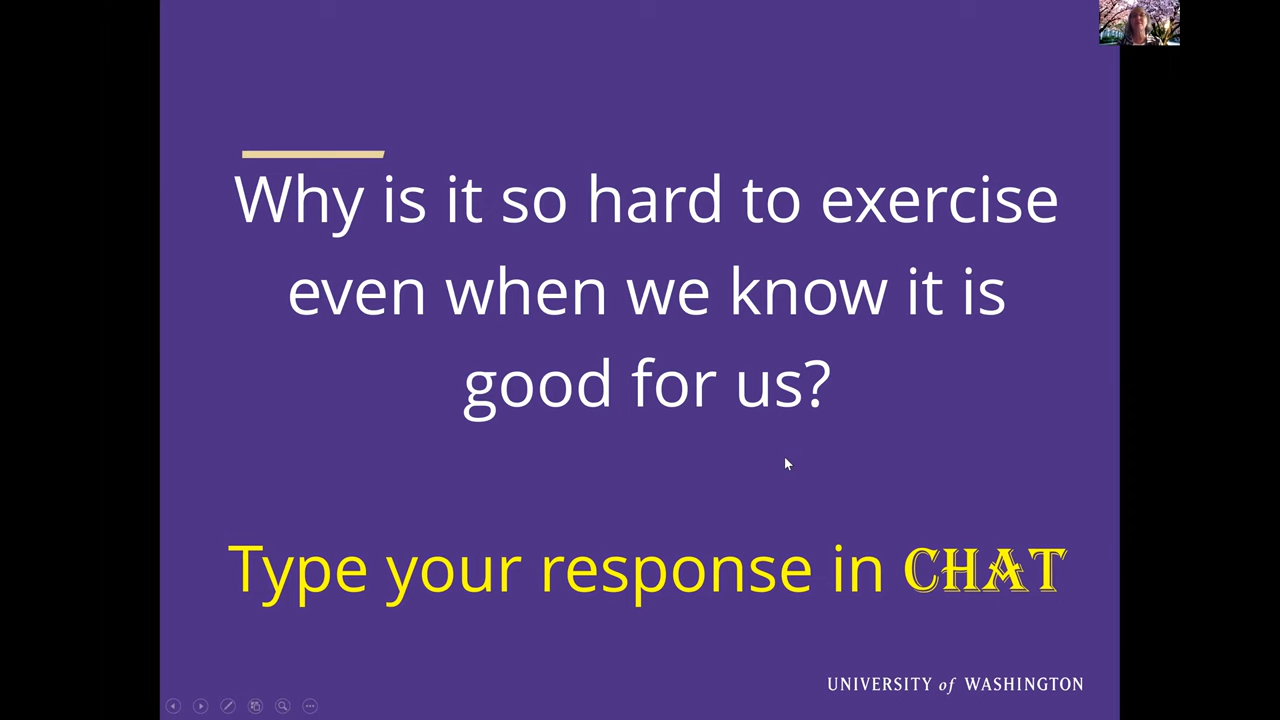 Why is it so hard to exercise
even when we know it is
good for us?
Type your response in CHAT
UNIVERSITY of WASHINGTON